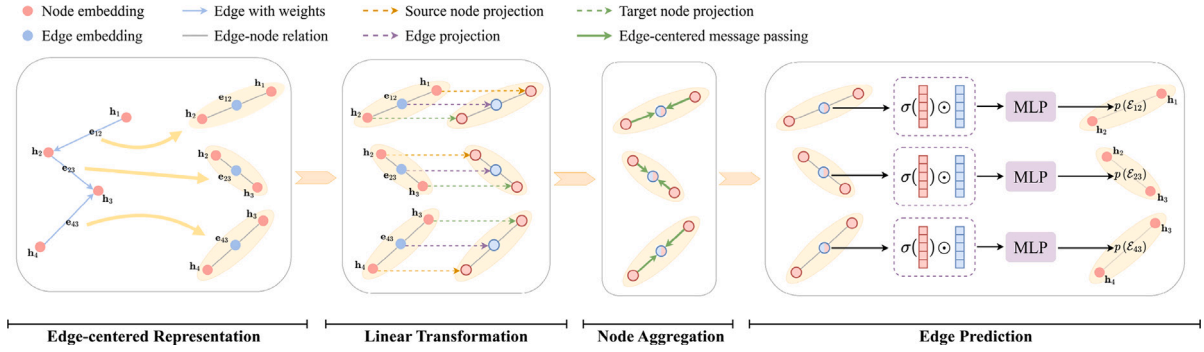 Node embedding
Edge with weights
Source node projection
Target node projection
Edge embedding
Edge-node relation
Edge projection
Edge-centered message passing
h₁
e₁₂
h₂
e₂₃
h₃
e₄₃
h₄
h₁
e₁₂
h₂
h₂
e₂₃
h₃
h₃
e₄₃
h₄
h₁
e₁₂
h₂
h₂
e₂₃
h₃
h₃
e₄₃
h₄
σ( )⊙
MLP
p(ℰ₁₂)
h₁
h₂
σ( )⊙
MLP
p(ℰ₂₃)
h₂
h₃
σ( )⊙
MLP
p(ℰ₄₃)
h₃
h₄
Edge-centered Representation
Linear Transformation
Node Aggregation
Edge Prediction